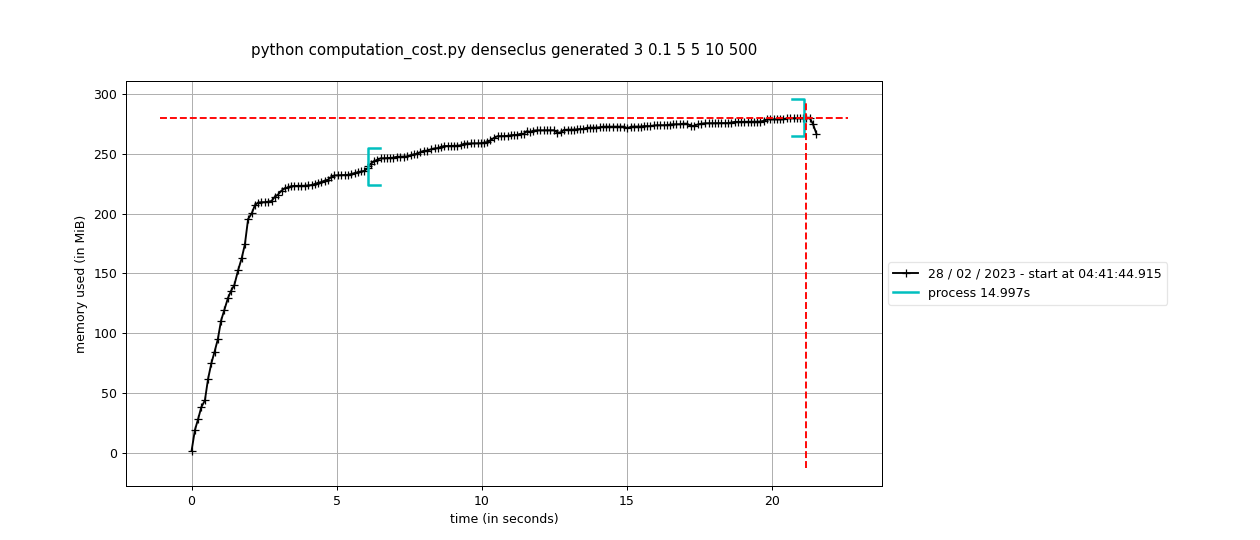 python computation_cost.py denseclus generated 3 0.1 5 5 10 500
300
250
200
150
100
50
0
memory used (in MiB)
0 5 10 15 20
time (in seconds)
28 / 02 / 2023 - start at 04:41:44.915
process 14.997s